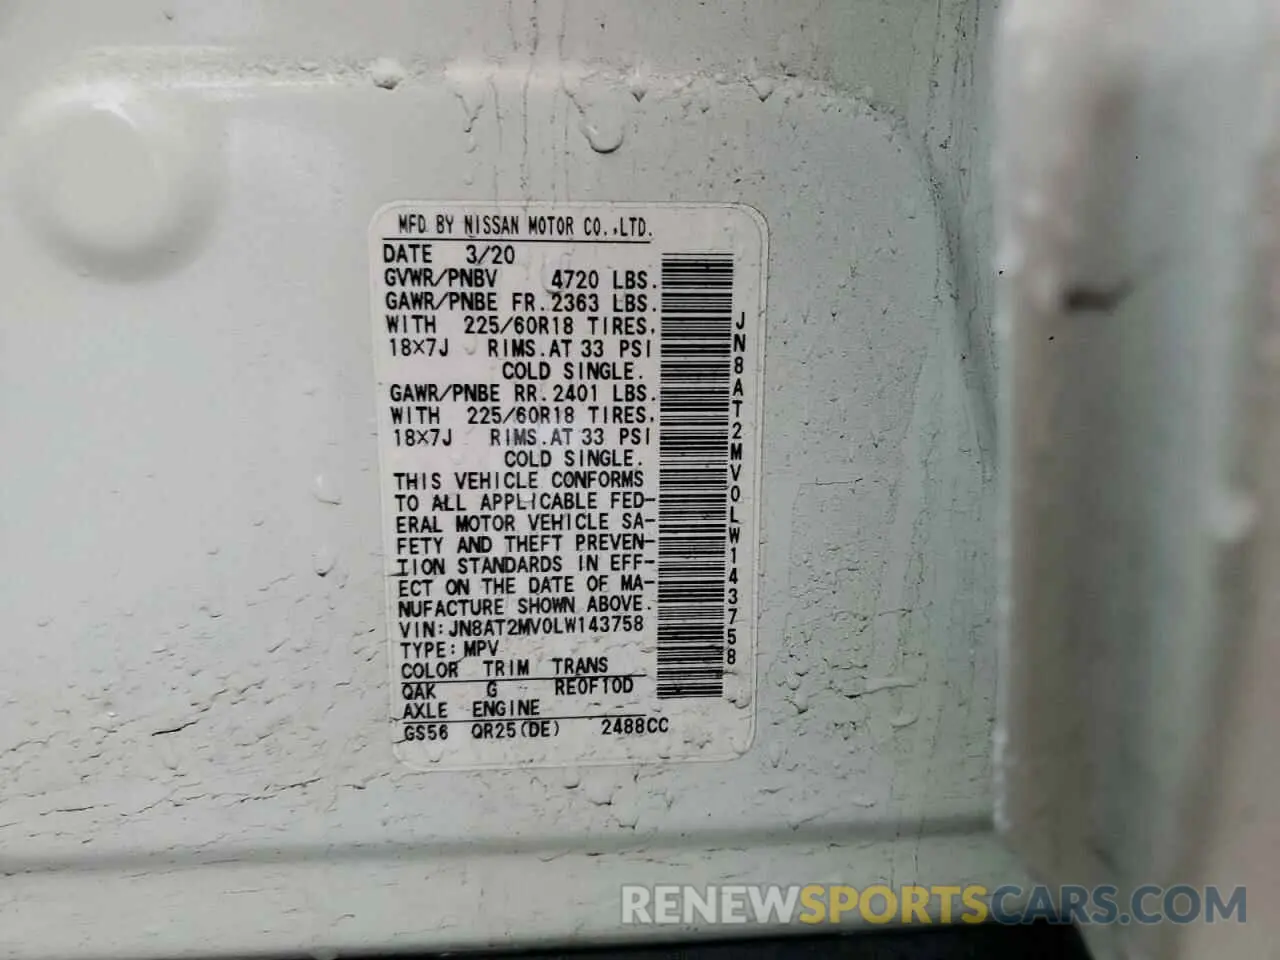 MFD. BY NISSAN MOTOR CO.,LTD.
DATE 3/20
GVWR/PNBV 4720 LBS.
GAWR/PNBE FR. 2363 LBS.
WITH 225/60R18 TIRES.
18×7J RIMS.AT 33 PSI
COLD SINGLE.
GAWR/PNBE RR. 2401 LBS.
WITH 225/60R18 TIRES.
18×7J RIMS.AT 33 PSI
COLD SINGLE.
THIS VEHICLE CONFORMS
TO ALL APPLICABLE FED-
ERAL MOTOR VEHICLE SA-
FETY AND THEFT PREVEN-
TION STANDARDS IN EFF-
ECT ON THE DATE OF MA-
NUFACTURE SHOWN ABOVE.
VIN:JN8AT2MV0LW143758
TYPE:MPV
COLOR TRIM TRANS
QAK G RE0F10D
AXLE ENGINE
GS56 QR25(DE) 2488CC
JN8AT2MV0LW143758
RENEWSPORTSCARS.COM